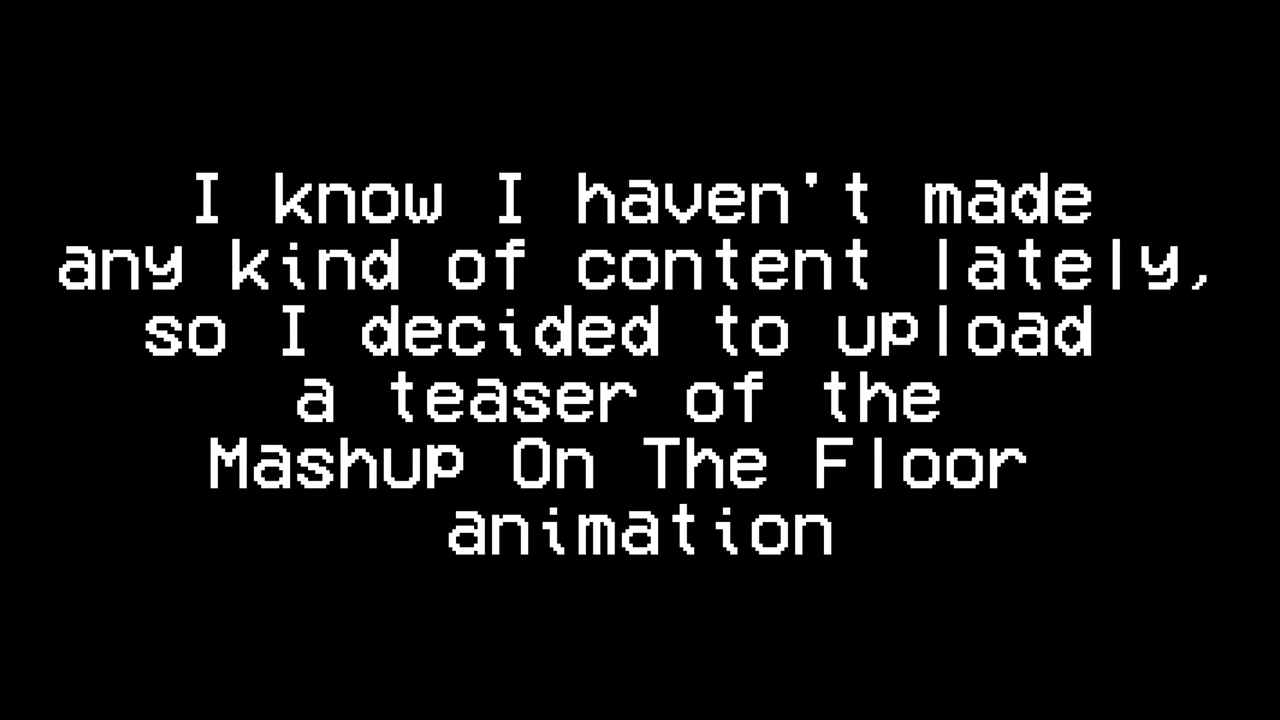 I know I haven't made
any kind of content lately,
so I decided to upload
a teaser of the
Mashup On The Floor
animation